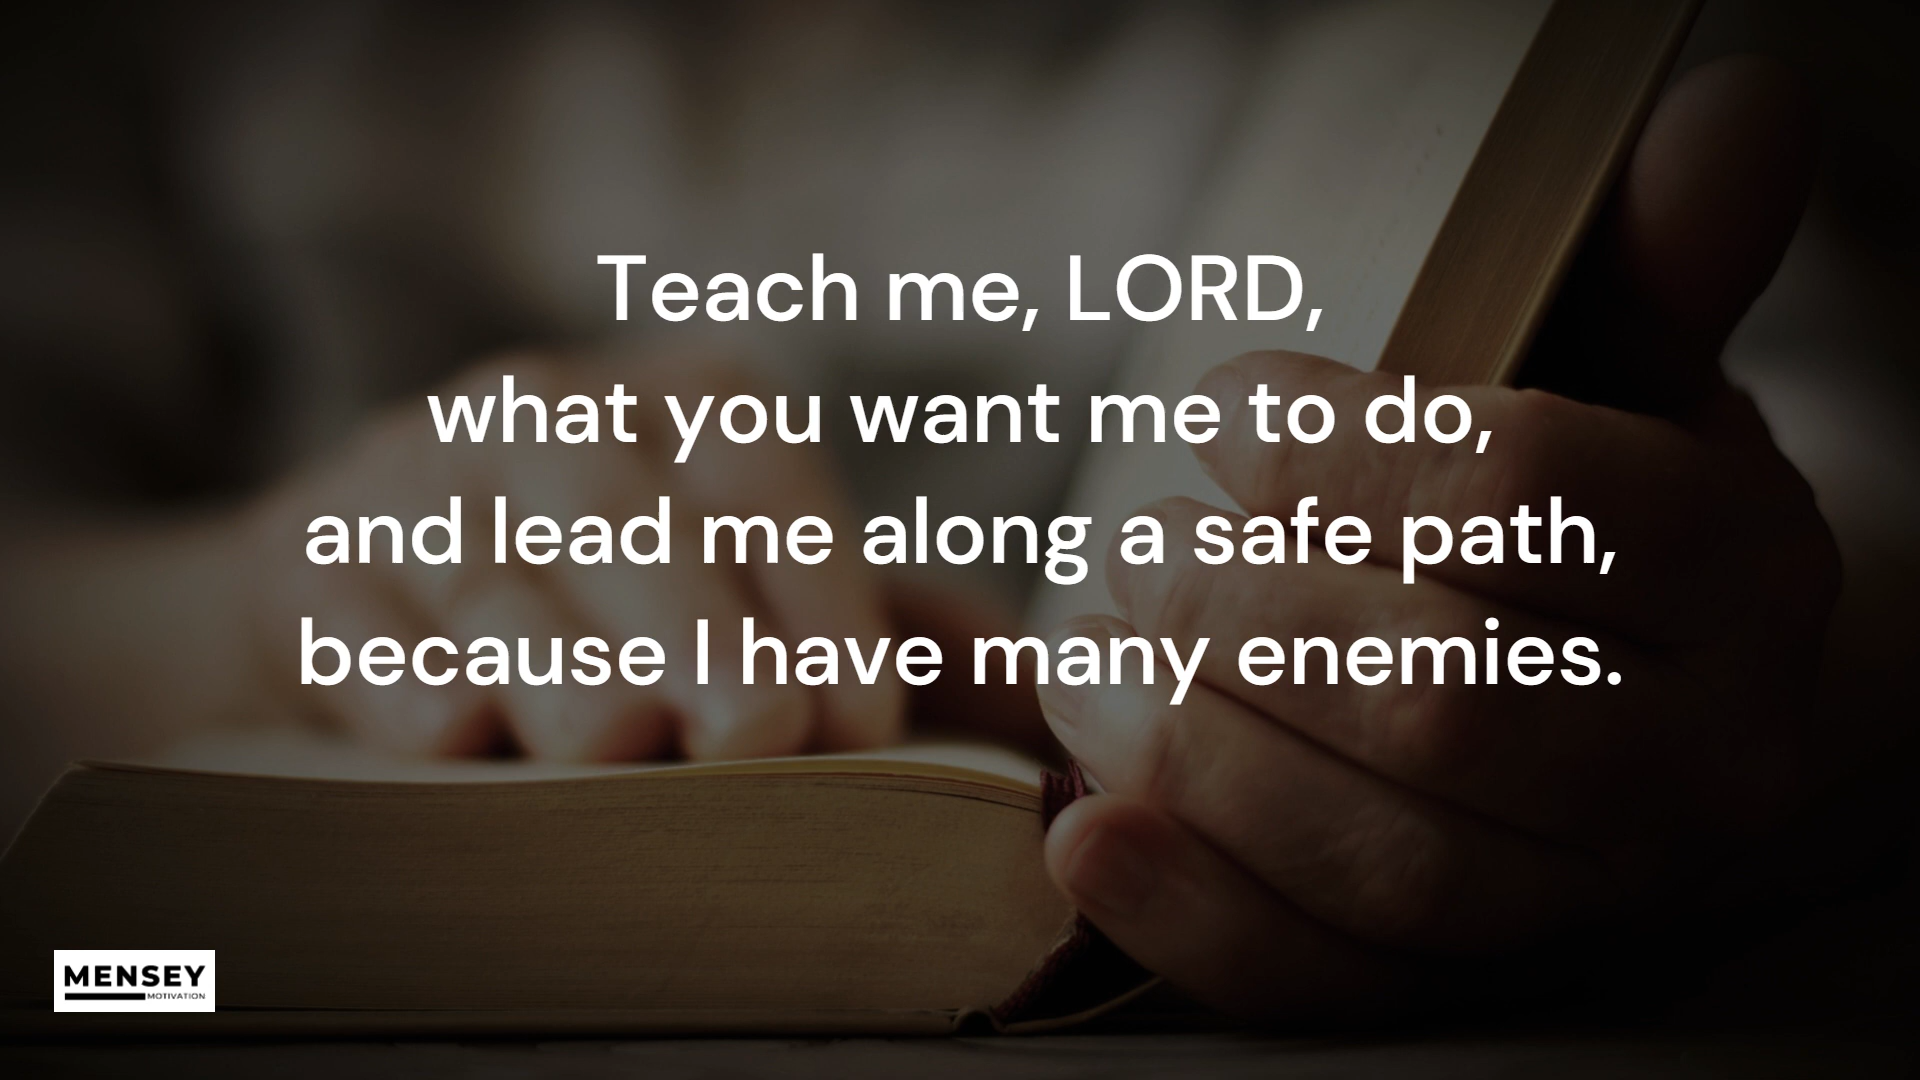 Teach me, LORD,
what you want me to do,
and lead me along a safe path,
because I have many enemies.
MENSEY
MOTIVATION